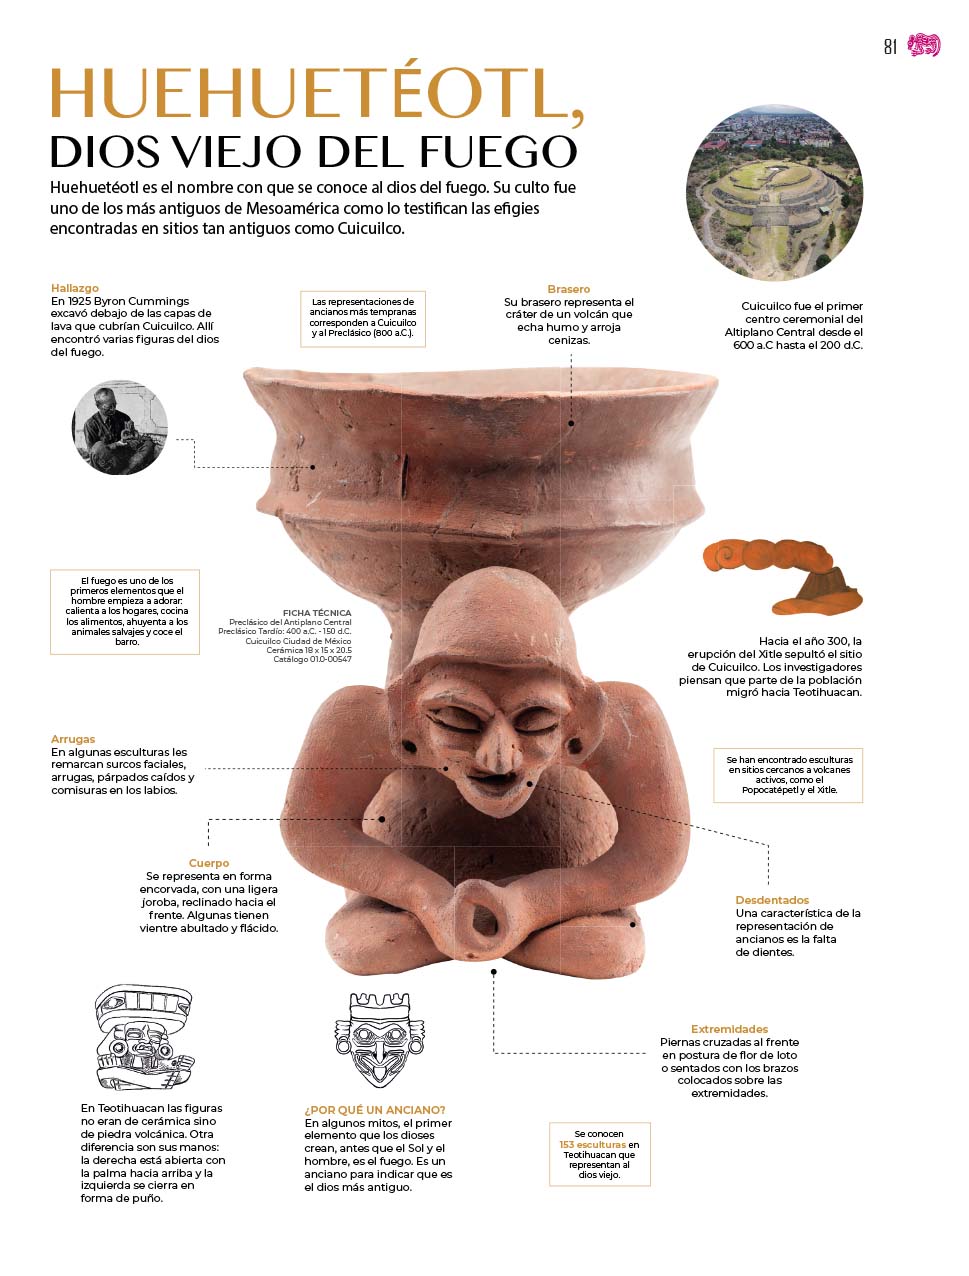 81
HUEHUETÉOTL,
DIOS VIEJO DEL FUEGO
Huehuetéotl es el nombre con que se conoce al dios del fuego. Su culto fue
uno de los más antiguos de Mesoamérica como lo testifican las efigies
encontradas en sitios tan antiguos como Cuicuilco.
Hallazgo
En 1925 Byron Cummings
excavó debajo de las capas de
lava que cubrían Cuicuilco. Allí
encontró varias figuras del dios
del fuego.
Las representaciones de
ancianos más tempranas
corresponden a Cuicuilco
y al Preclásico (800 a.C.).
Brasero
Su brasero representa el
cráter de un volcán que
echa humo y arroja
cenizas.
Cuicuilco fue el primer
centro ceremonial del
Altiplano Central desde el
600 a.C hasta el 200 d.C.
El fuego es uno de los
primeros elementos que el
hombre empieza a adorar:
calienta a los hogares, cocina
los alimentos, ahuyenta a los
animales salvajes y coce el
barro.
FICHA TÉCNICA
Preclásico del Antiplano Central
Preclásico Tardío: 400 a.C. - 150 d.C.
Cuicuilco Ciudad de México
Cerámica 18 x 15 x 20.5
Catálogo 01.0-00547
Hacia el año 300, la
erupción del Xitle sepultó el sitio
de Cuicuilco. Los investigadores
piensan que parte de la población
migró hacia Teotihuacan.
Arrugas
En algunas esculturas les
remarcan surcos faciales,
arrugas, párpados caídos y
comisuras en los labios.
Se han encontrado esculturas
en sitios cercanos a volcanes
activos, como el
Popocatépetl y el Xitle.
Cuerpo
Se representa en forma
encorvada, con una ligera
joroba, reclinado hacia el
frente. Algunas tienen
vientre abultado y flácido.
Desdentados
Una característica de la
representación de
ancianos es la falta
de dientes.
Extremidades
Piernas cruzadas al frente
en postura de flor de loto
o sentados con los brazos
colocados sobre las
extremidades.
En Teotihuacan las figuras
no eran de cerámica sino
de piedra volcánica. Otra
diferencia son sus manos:
la derecha está abierta con
la palma hacia arriba y la
izquierda se cierra en
forma de puño.
¿POR QUÉ UN ANCIANO?
En algunos mitos, el primer
elemento que los dioses
crean, antes que el Sol y el
hombre, es el fuego. Es un
anciano para indicar que es
el dios más antiguo.
Se conocen
153 esculturas en
Teotihuacan que
representan al
dios viejo.